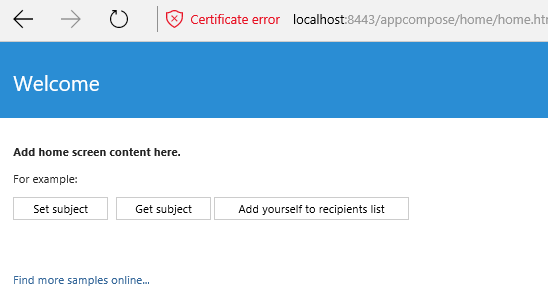 Certificate error localhost:8443/appcompose/home/home.ht
Welcome
Add home screen content here.
For example:
Set subject Get subject Add yourself to recipients list
Find more samples online...